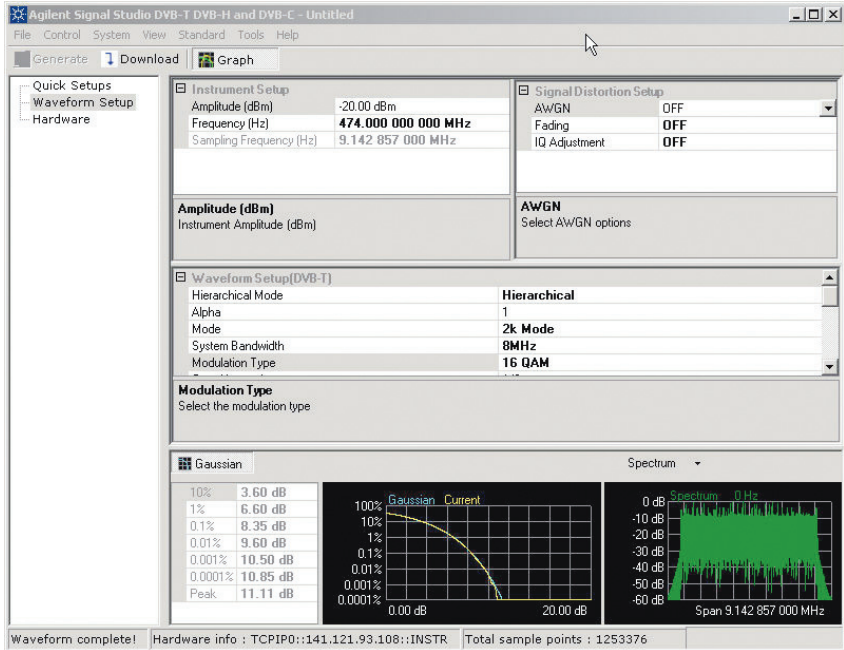 Agilent Signal Studio DVB-T DVB-H and DVB-C - Untitled
File Control System View Standard Tools Help
Generate Download Graph
Quick Setups
Waveform Setup
Hardware
Instrument Setup
Amplitude (dBm) -20.00 dBm
Frequency (Hz) 474.000 000 000 MHz
Sampling Frequency (Hz) 9.142 857 000 MHz
Amplitude (dBm)
Instrument Amplitude (dBm)
Signal Distortion Setup
AWGN OFF
Fading OFF
IQ Adjustment OFF
AWGN
Select AWGN options
Waveform Setup(DVB-T)
Hierarchical Mode Hierarchical
Alpha 1
Mode 2k Mode
System Bandwidth 8MHz
Modulation Type 16 QAM
Modulation Type
Select the modulation type
Gaussian
Spectrum
10% 3.60 dB
1% 6.60 dB
0.1% 8.35 dB
0.01% 9.60 dB
0.001% 10.50 dB
0.0001% 10.85 dB
Peak 11.11 dB
Gaussian Current
100%
10%
1%
0.1%
0.01%
0.001%
0.0001%
0.00 dB 20.00 dB
Spectrum 0 Hz
0 dB
-10 dB
-20 dB
-30 dB
-40 dB
-50 dB
-60 dB
Span 9.142 857 000 MHz
Waveform complete! Hardware info : TCPIP0::141.121.93.108::INSTR Total sample points : 1253376